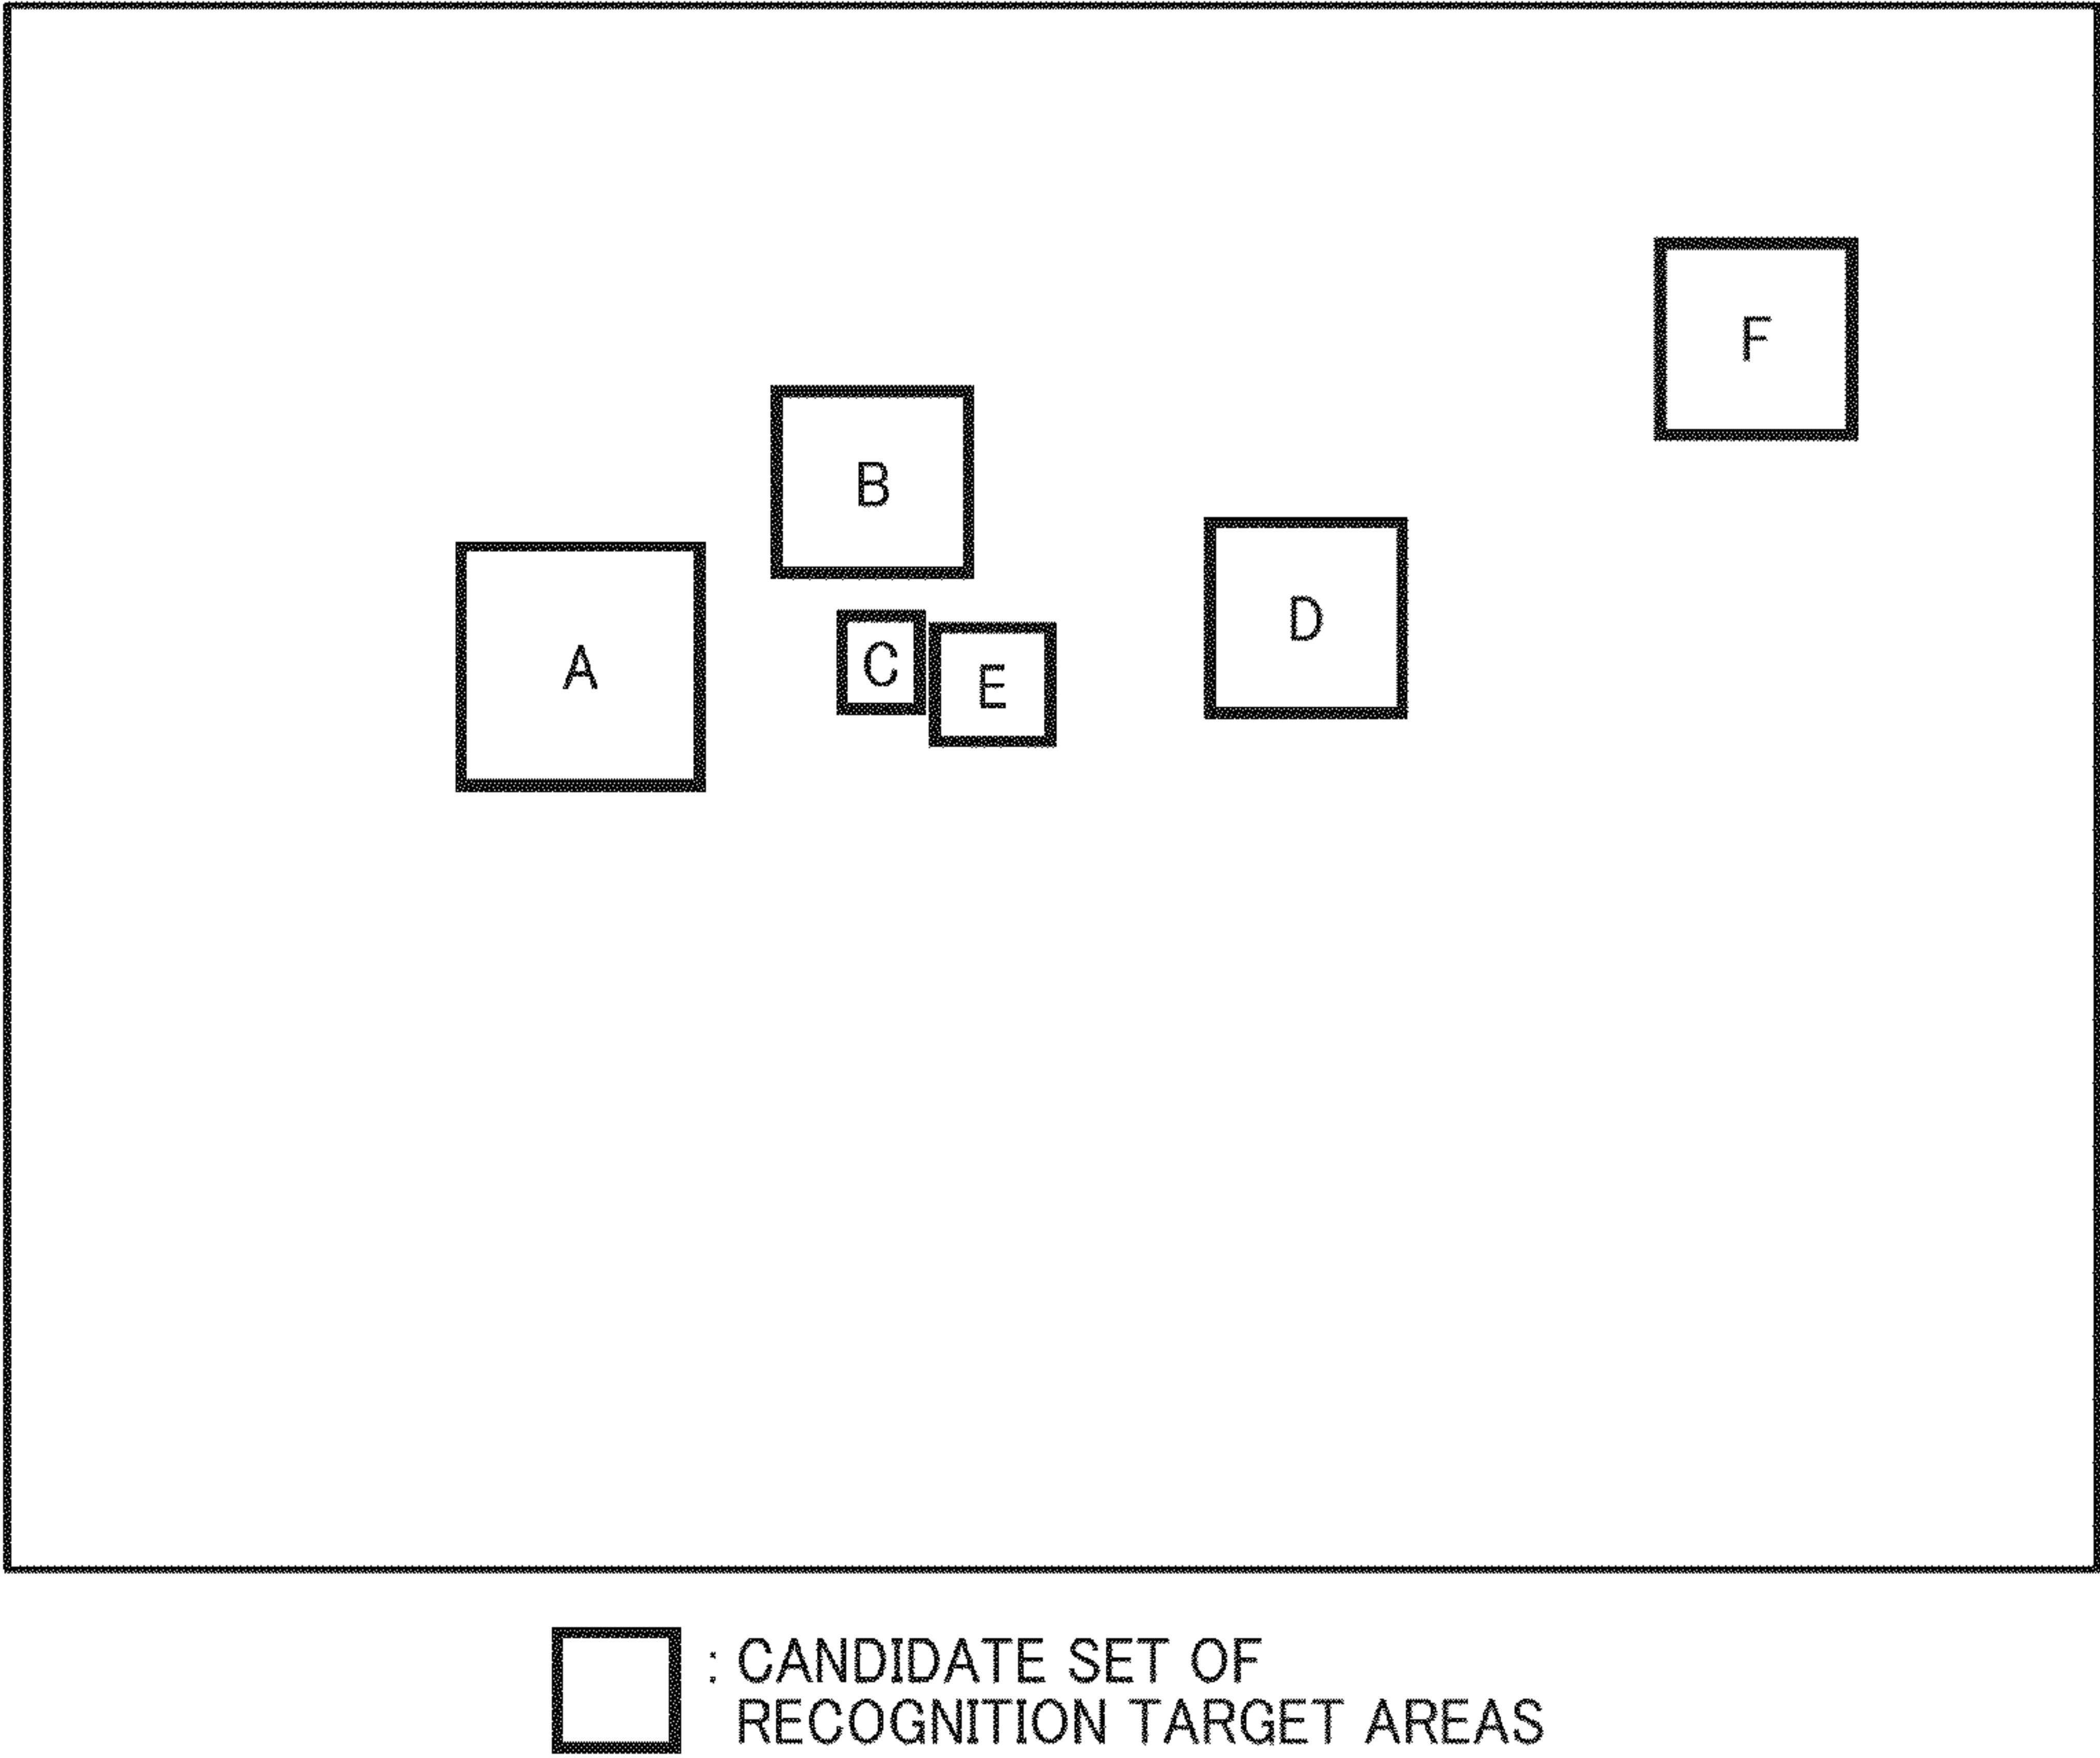 F
B
D
A
C
E
: CANDIDATE SET OF
RECOGNITION TARGET AREAS